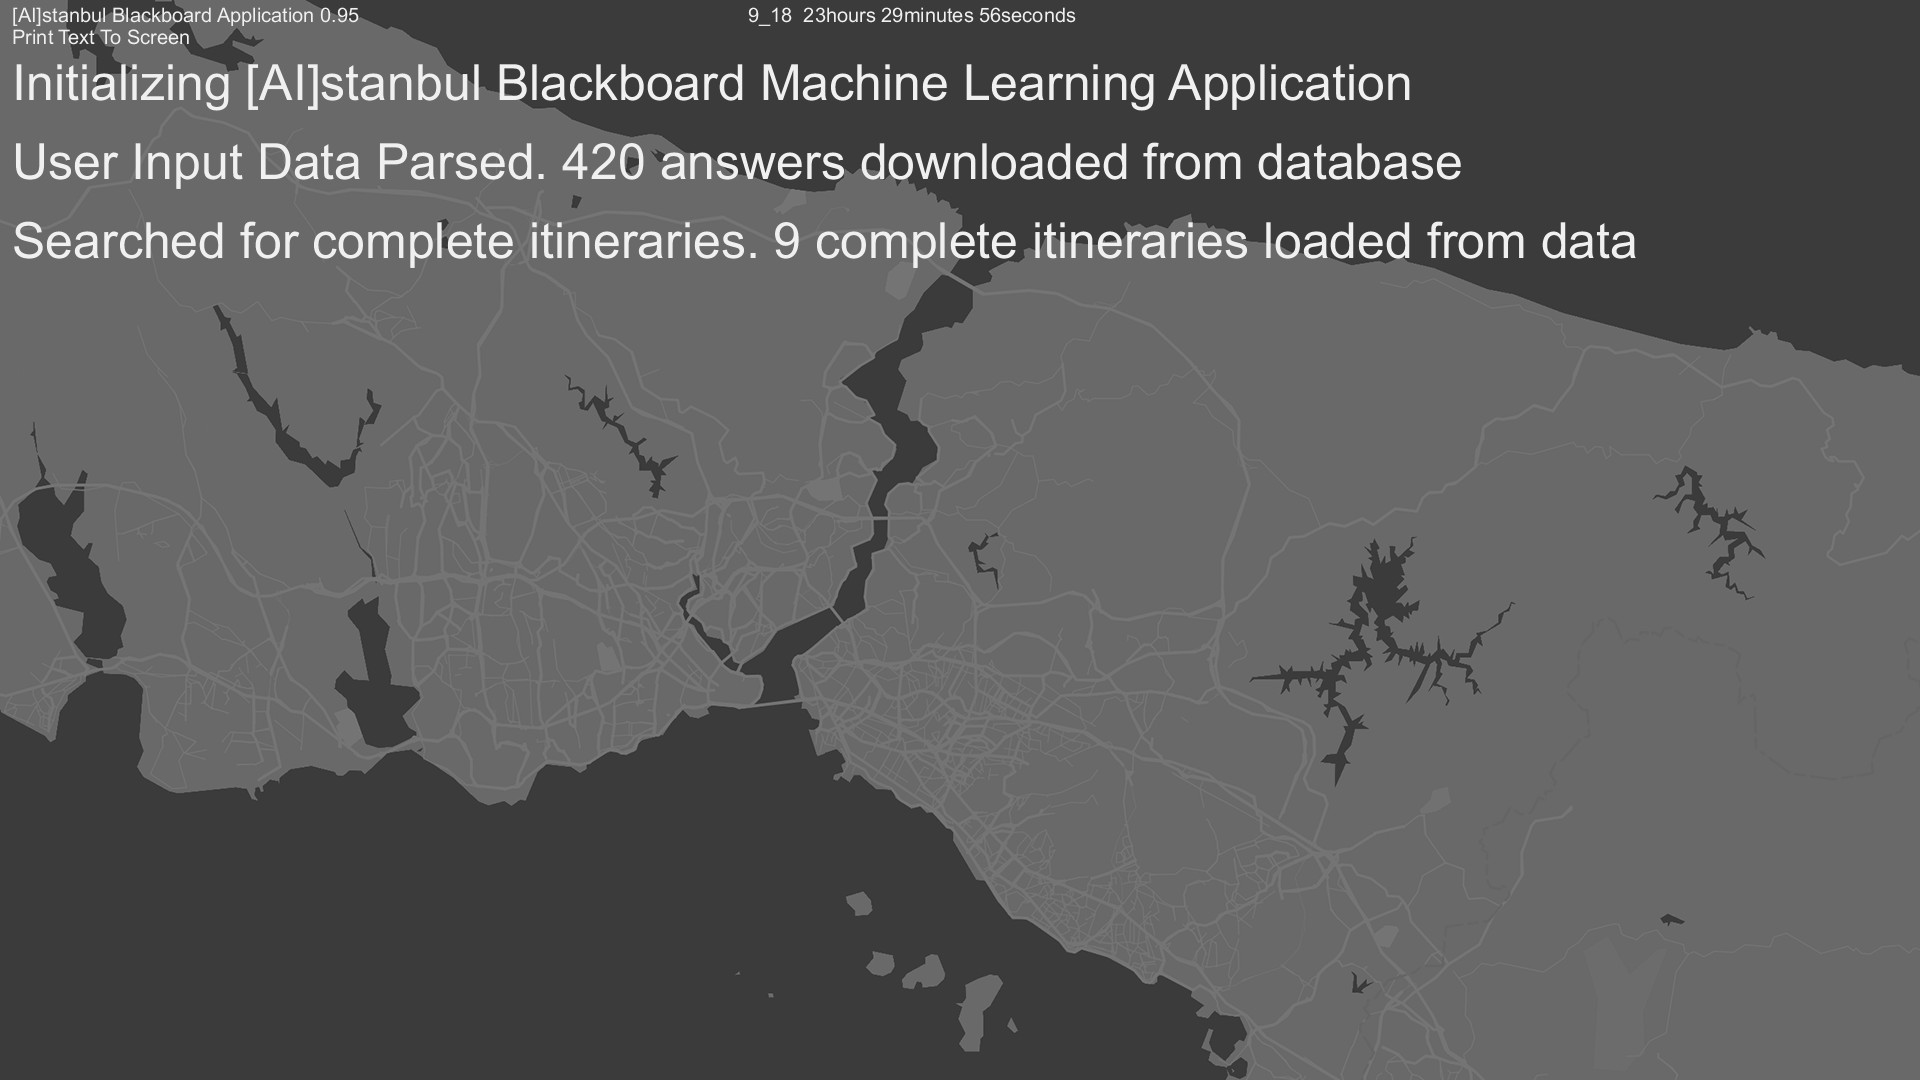 [AI]stanbul Blackboard Application 0.95
9_18  23hours 29minutes 56seconds
Print Text To Screen
Initializing [AI]stanbul Blackboard Machine Learning Application
User Input Data Parsed. 420 answers downloaded from database
Searched for complete itineraries. 9 complete itineraries loaded from data